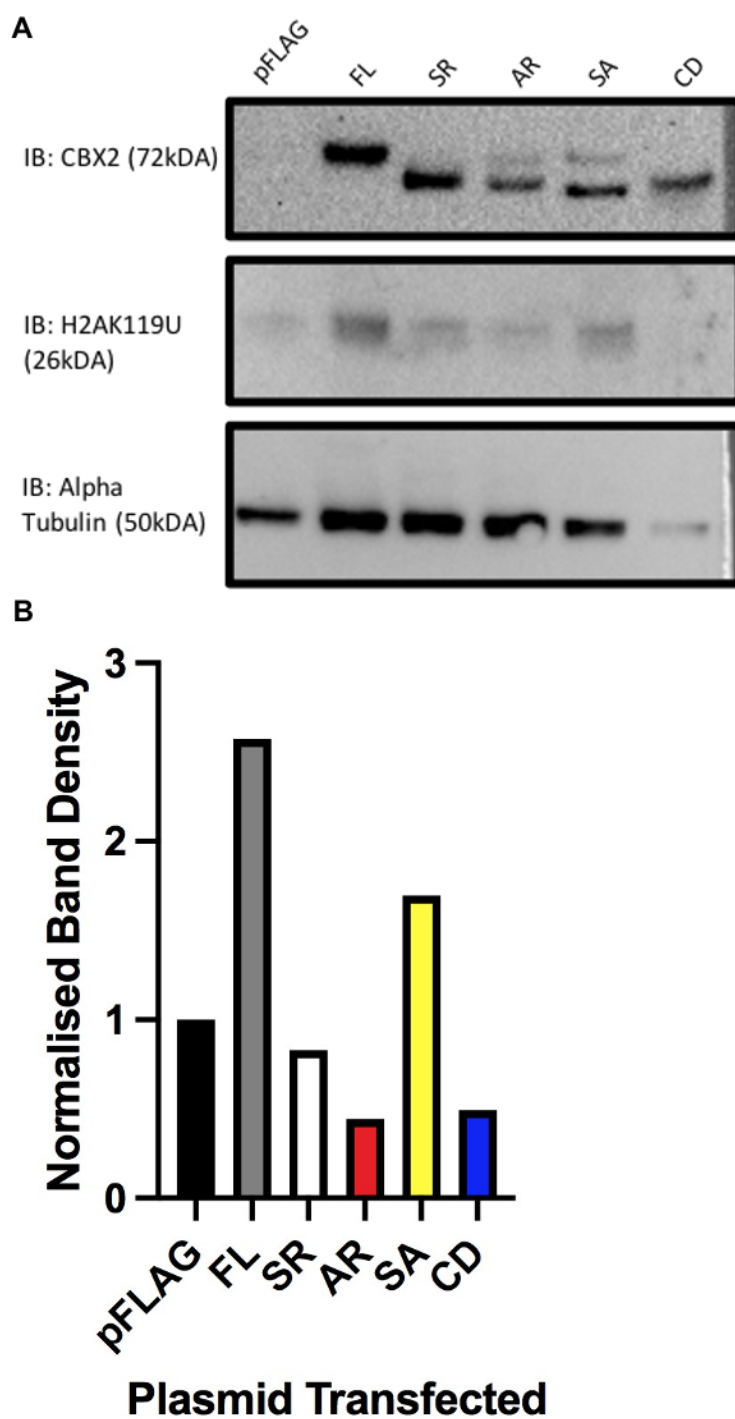 A
pFLAG FL SR AR SA CD
IB: CBX2 (72kDA)
IB: H2AK119U
(26kDA)
IB: Alpha
Tubulin (50kDA)
B
Normalised Band Density
3
2
1
0
pFLAG FL SR AR SA CD
Plasmid Transfected